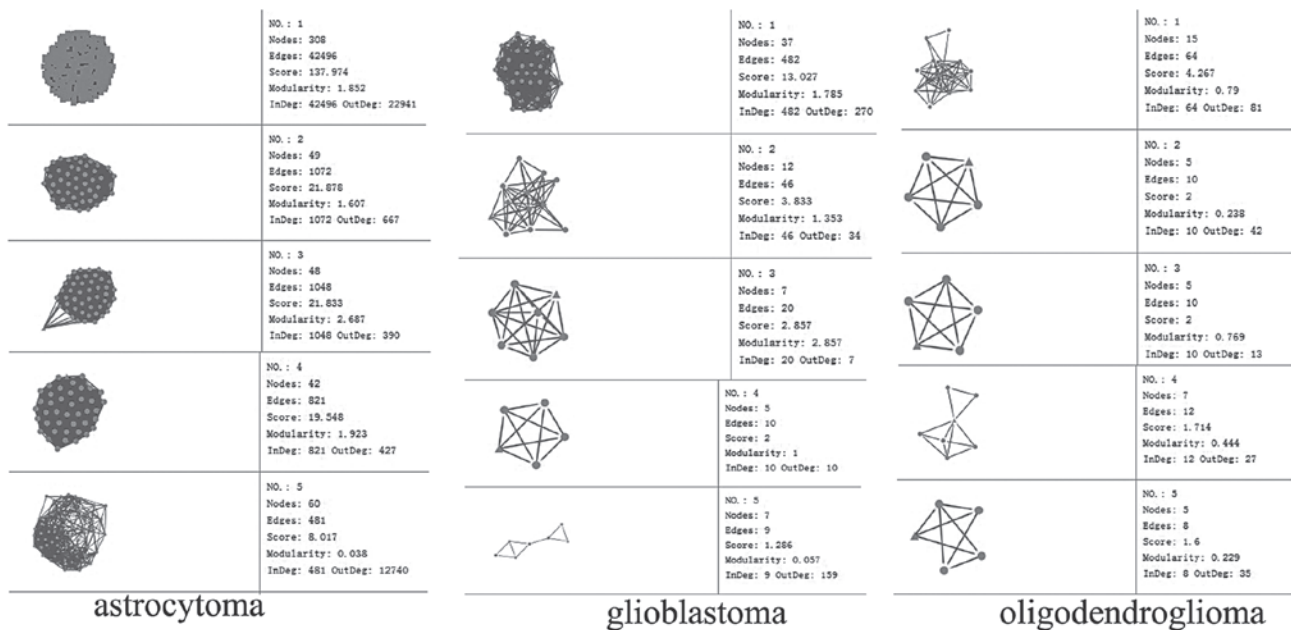 NO.: 1
Nodes: 308
Edges: 42496
Score: 137.974
Modularity: 1.852
InDeg: 42496 OutDeg: 22941
NO.: 2
Nodes: 49
Edges: 1072
Score: 21.878
Modularity: 1.607
InDeg: 1072 OutDeg: 667
NO.: 3
Nodes: 48
Edges: 1048
Score: 21.833
Modularity: 2.687
InDeg: 1048 OutDeg: 390
NO.: 4
Nodes: 42
Edges: 821
Score: 19.548
Modularity: 1.923
InDeg: 821 OutDeg: 427
NO.: 5
Nodes: 60
Edges: 481
Score: 8.017
Modularity: 0.038
InDeg: 481 OutDeg: 12740
astrocytoma
NO.: 1
Nodes: 37
Edges: 482
Score: 13.027
Modularity: 1.785
InDeg: 482 OutDeg: 270
NO.: 2
Nodes: 12
Edges: 46
Score: 3.833
Modularity: 1.353
InDeg: 46 OutDeg: 34
NO.: 3
Nodes: 7
Edges: 20
Score: 2.857
Modularity: 2.857
InDeg: 20 OutDeg: 7
NO.: 4
Nodes: 5
Edges: 10
Score: 2
Modularity: 1
InDeg: 10 OutDeg: 10
NO.: 5
Nodes: 7
Edges: 9
Score: 1.286
Modularity: 0.057
InDeg: 9 OutDeg: 159
glioblastoma
NO.: 1
Nodes: 15
Edges: 64
Score: 4.267
Modularity: 0.79
InDeg: 64 OutDeg: 81
NO.: 2
Nodes: 5
Edges: 10
Score: 2
Modularity: 0.238
InDeg: 10 OutDeg: 42
NO.: 3
Nodes: 5
Edges: 10
Score: 2
Modularity: 0.769
InDeg: 10 OutDeg: 13
NO.: 4
Nodes: 7
Edges: 12
Score: 1.714
Modularity: 0.444
InDeg: 12 OutDeg: 27
NO.: 5
Nodes: 5
Edges: 8
Score: 1.6
Modularity: 0.229
InDeg: 8 OutDeg: 35
oligodendroglioma